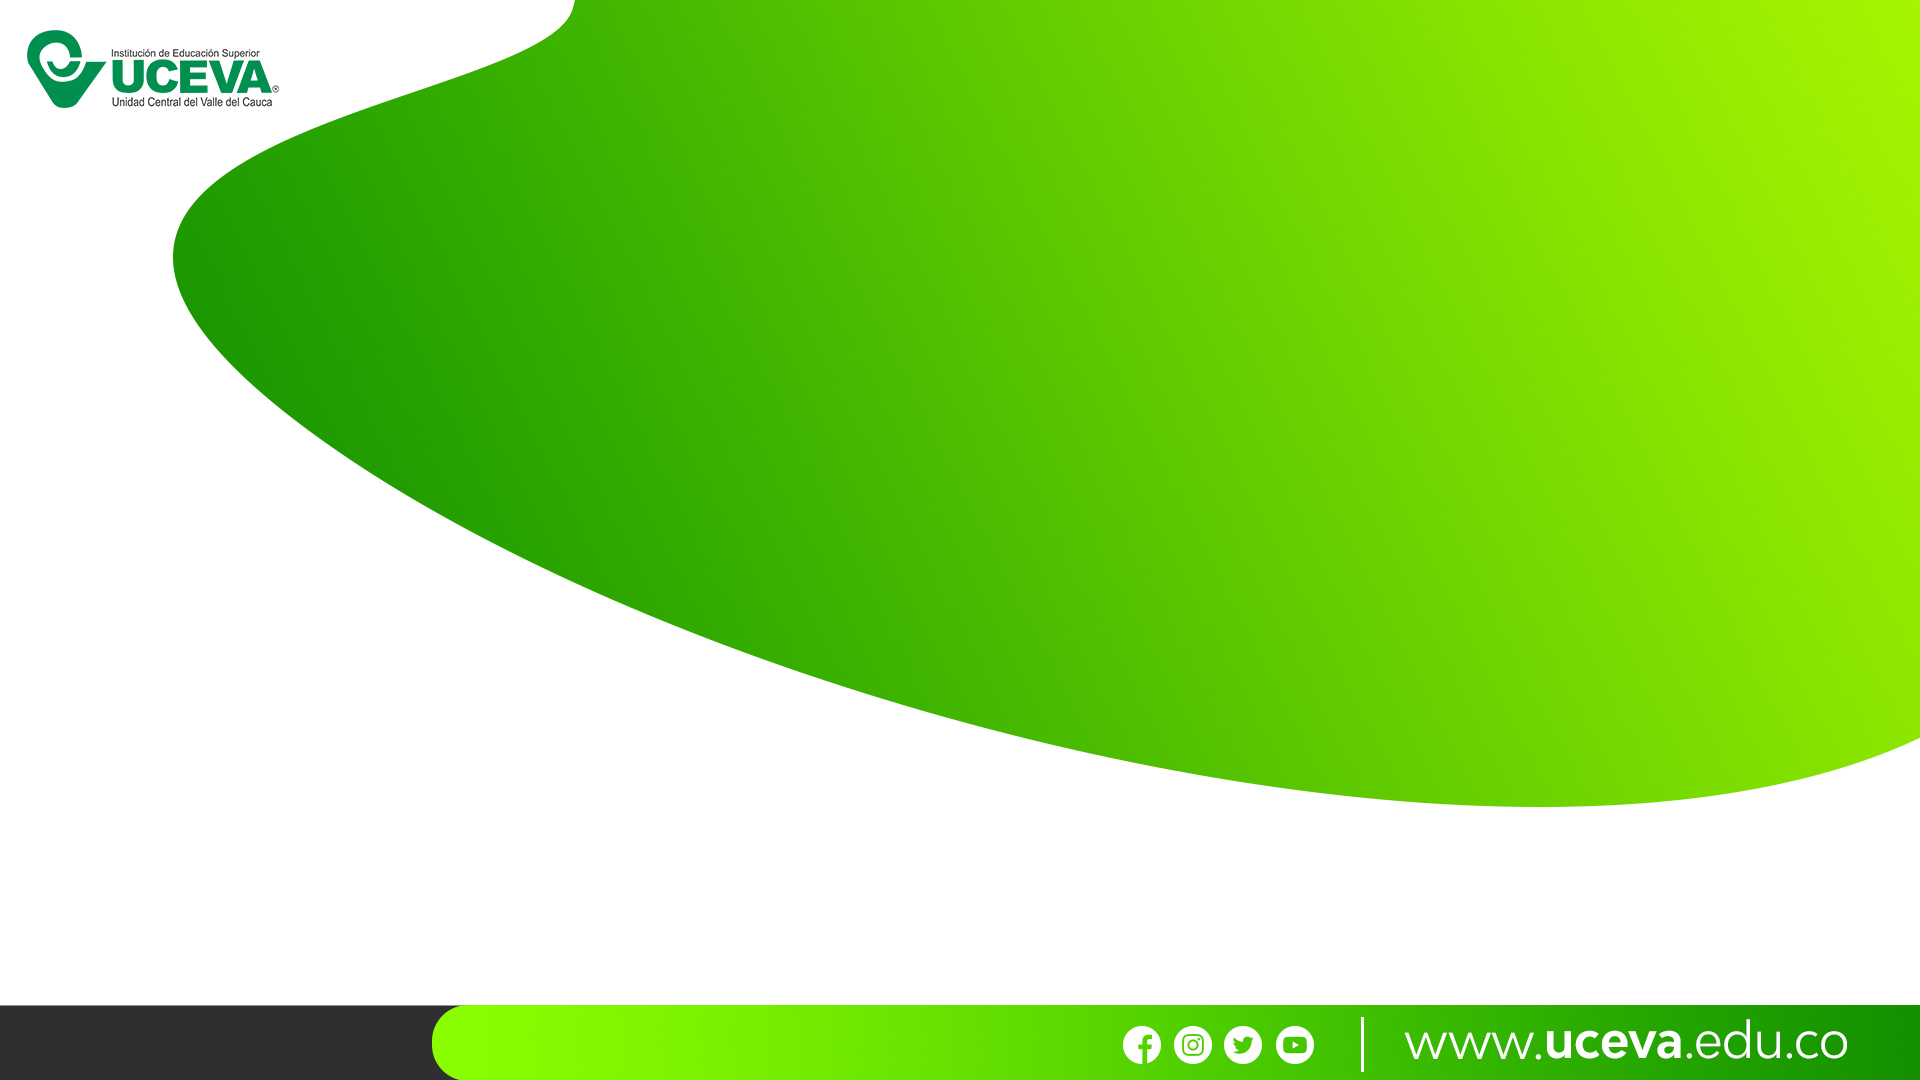 Institución de Educación Superior
UCEVA®
Unidad Central del Valle del Cauca
www.uceva.edu.co